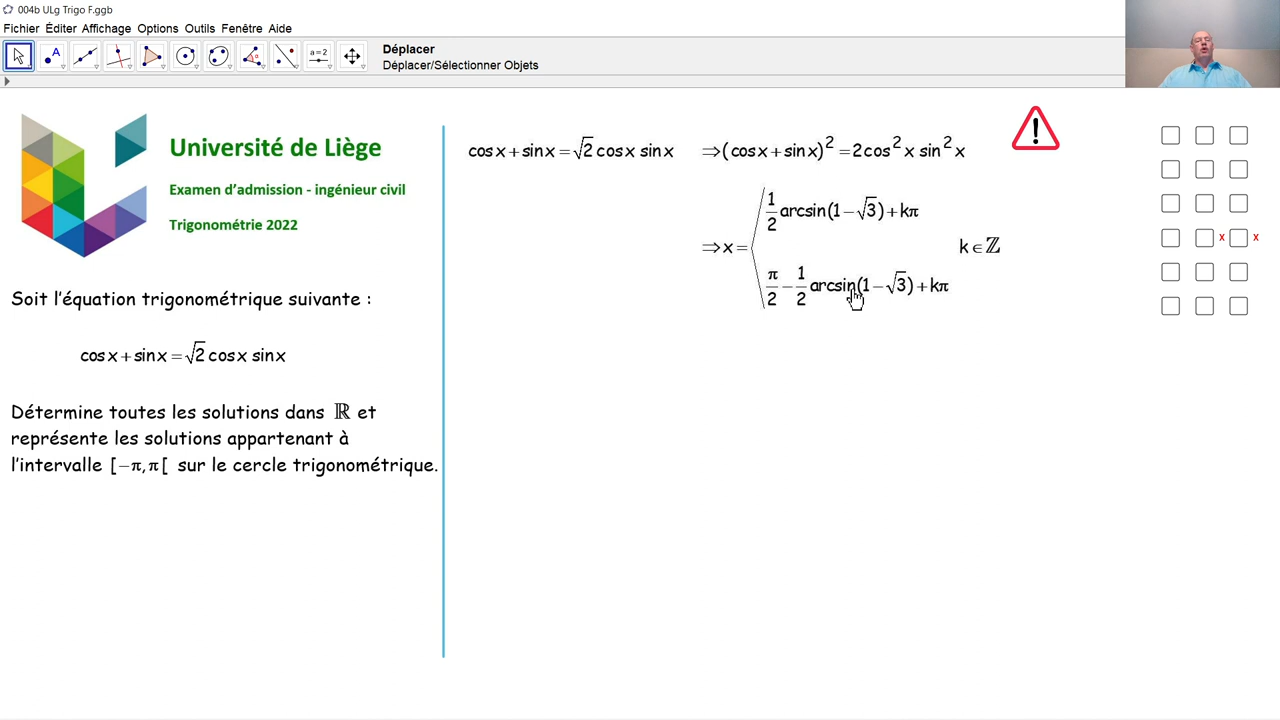 004b ULg Trigo F.ggb
Fichier Éditer Affichage Options Outils Fenêtre Aide
A
a=2
Déplacer
Déplacer/Sélectionner Objets
Université de Liège
Examen d’admission - ingénieur civil
Trigonométrie 2022
Soit l’équation trigonométrique suivante :
cos x + sin x = √2 cos x sin x
Détermine toutes les solutions dans ℝ et
représente les solutions appartenant à
l’intervalle [−π,π[ sur le cercle trigonométrique.
cos x + sin x = √2 cos x sin x ⇒ (cos x + sin x)² = 2cos² x sin² x
⇒ x =
1/2 arcsin(1−√3) + kπ
π/2 − 1/2 arcsin(1−√3) + kπ
k ∈ ℤ
!
x x